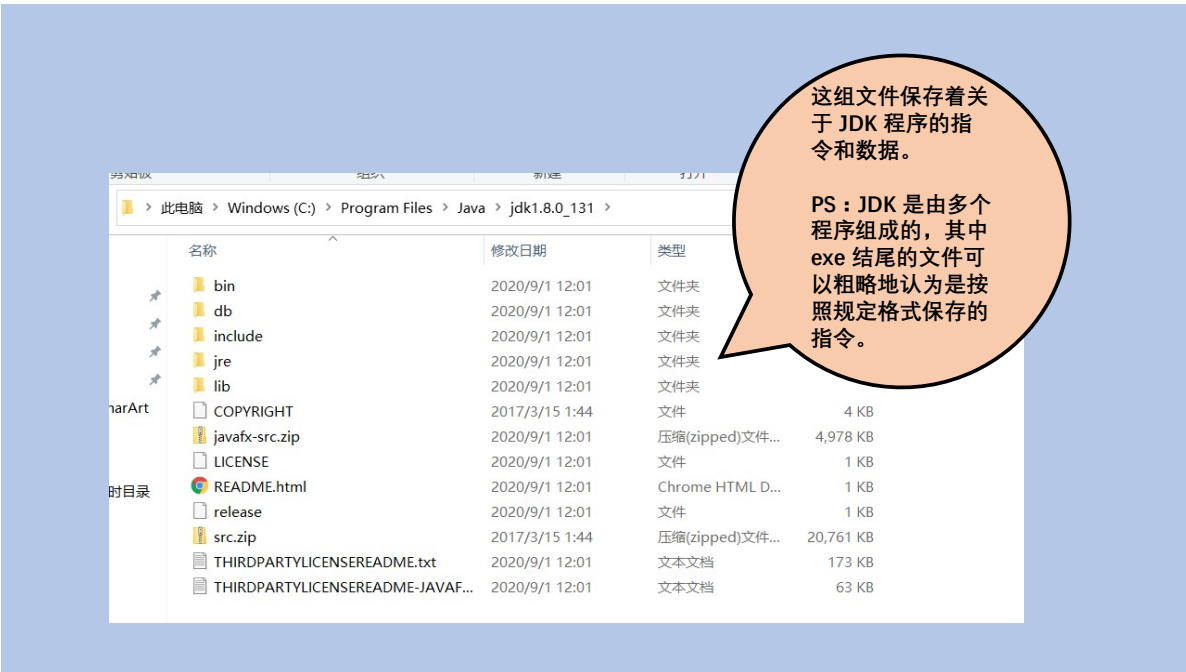 这组文件保存着关
于 JDK 程序的指
令和数据。
PS：JDK 是由多个
程序组成的，其中
exe 结尾的文件可
以粗略地认为是按
照规定格式保存的
指令。
剪贴板 组织 新建 打开
此电脑 > Windows (C:) > Program Files > Java > jdk1.8.0_131 >
名称 修改日期 类型
bin 2020/9/1 12:01 文件夹
db 2020/9/1 12:01 文件夹
include 2020/9/1 12:01 文件夹
jre 2020/9/1 12:01 文件夹
lib 2020/9/1 12:01 文件夹
narArt COPYRIGHT 2017/3/15 1:44 文件 4 KB
javafx-src.zip 2020/9/1 12:01 压缩(zipped)文件... 4,978 KB
LICENSE 2020/9/1 12:01 文件 1 KB
时目录 README.html 2020/9/1 12:01 Chrome HTML D... 1 KB
release 2020/9/1 12:01 文件 1 KB
src.zip 2017/3/15 1:44 压缩(zipped)文件... 20,761 KB
THIRDPARTYLICENSEREADME.txt 2020/9/1 12:01 文本文档 173 KB
THIRDPARTYLICENSEREADME-JAVAF... 2020/9/1 12:01 文本文档 63 KB